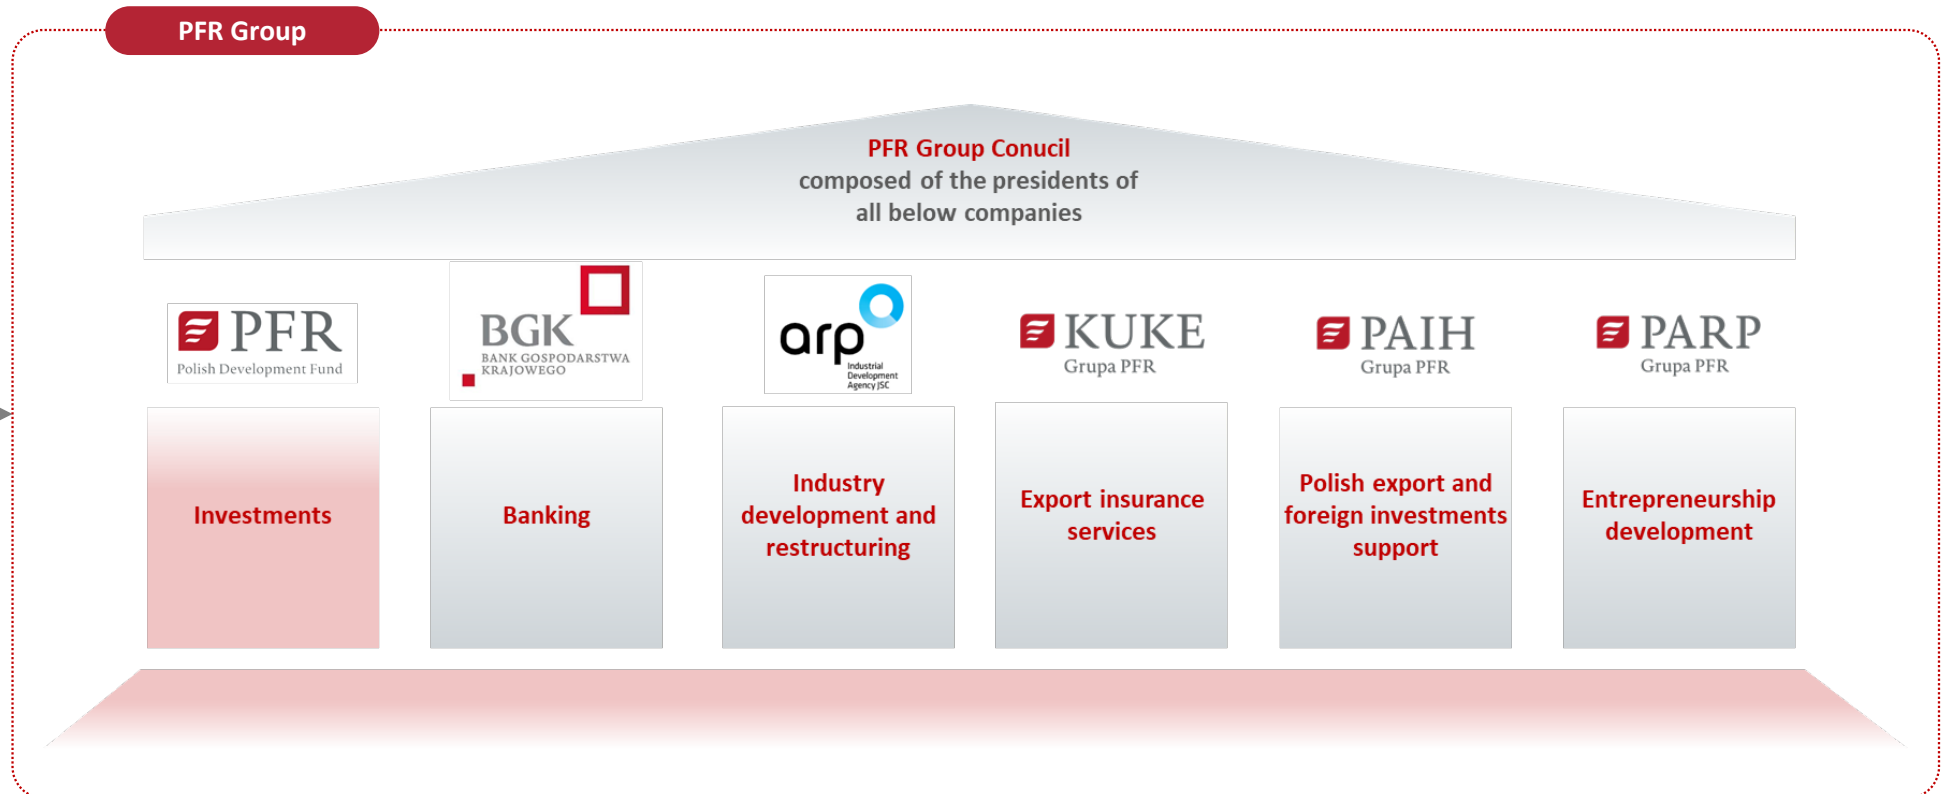 PFR Group
PFR Group Conucil
composed of the presidents of
all below companies
PFR
Polish Development Fund
BGK
BANK GOSPODARSTWA
KRAJOWEGO
arp
Industrial
Development
Agency JSC
KUKE
Grupa PFR
PAIH
Grupa PFR
PARP
Grupa PFR
Investments
Banking
Industry
development and
restructuring
Export insurance
services
Polish export and
foreign investments
support
Entrepreneurship
development